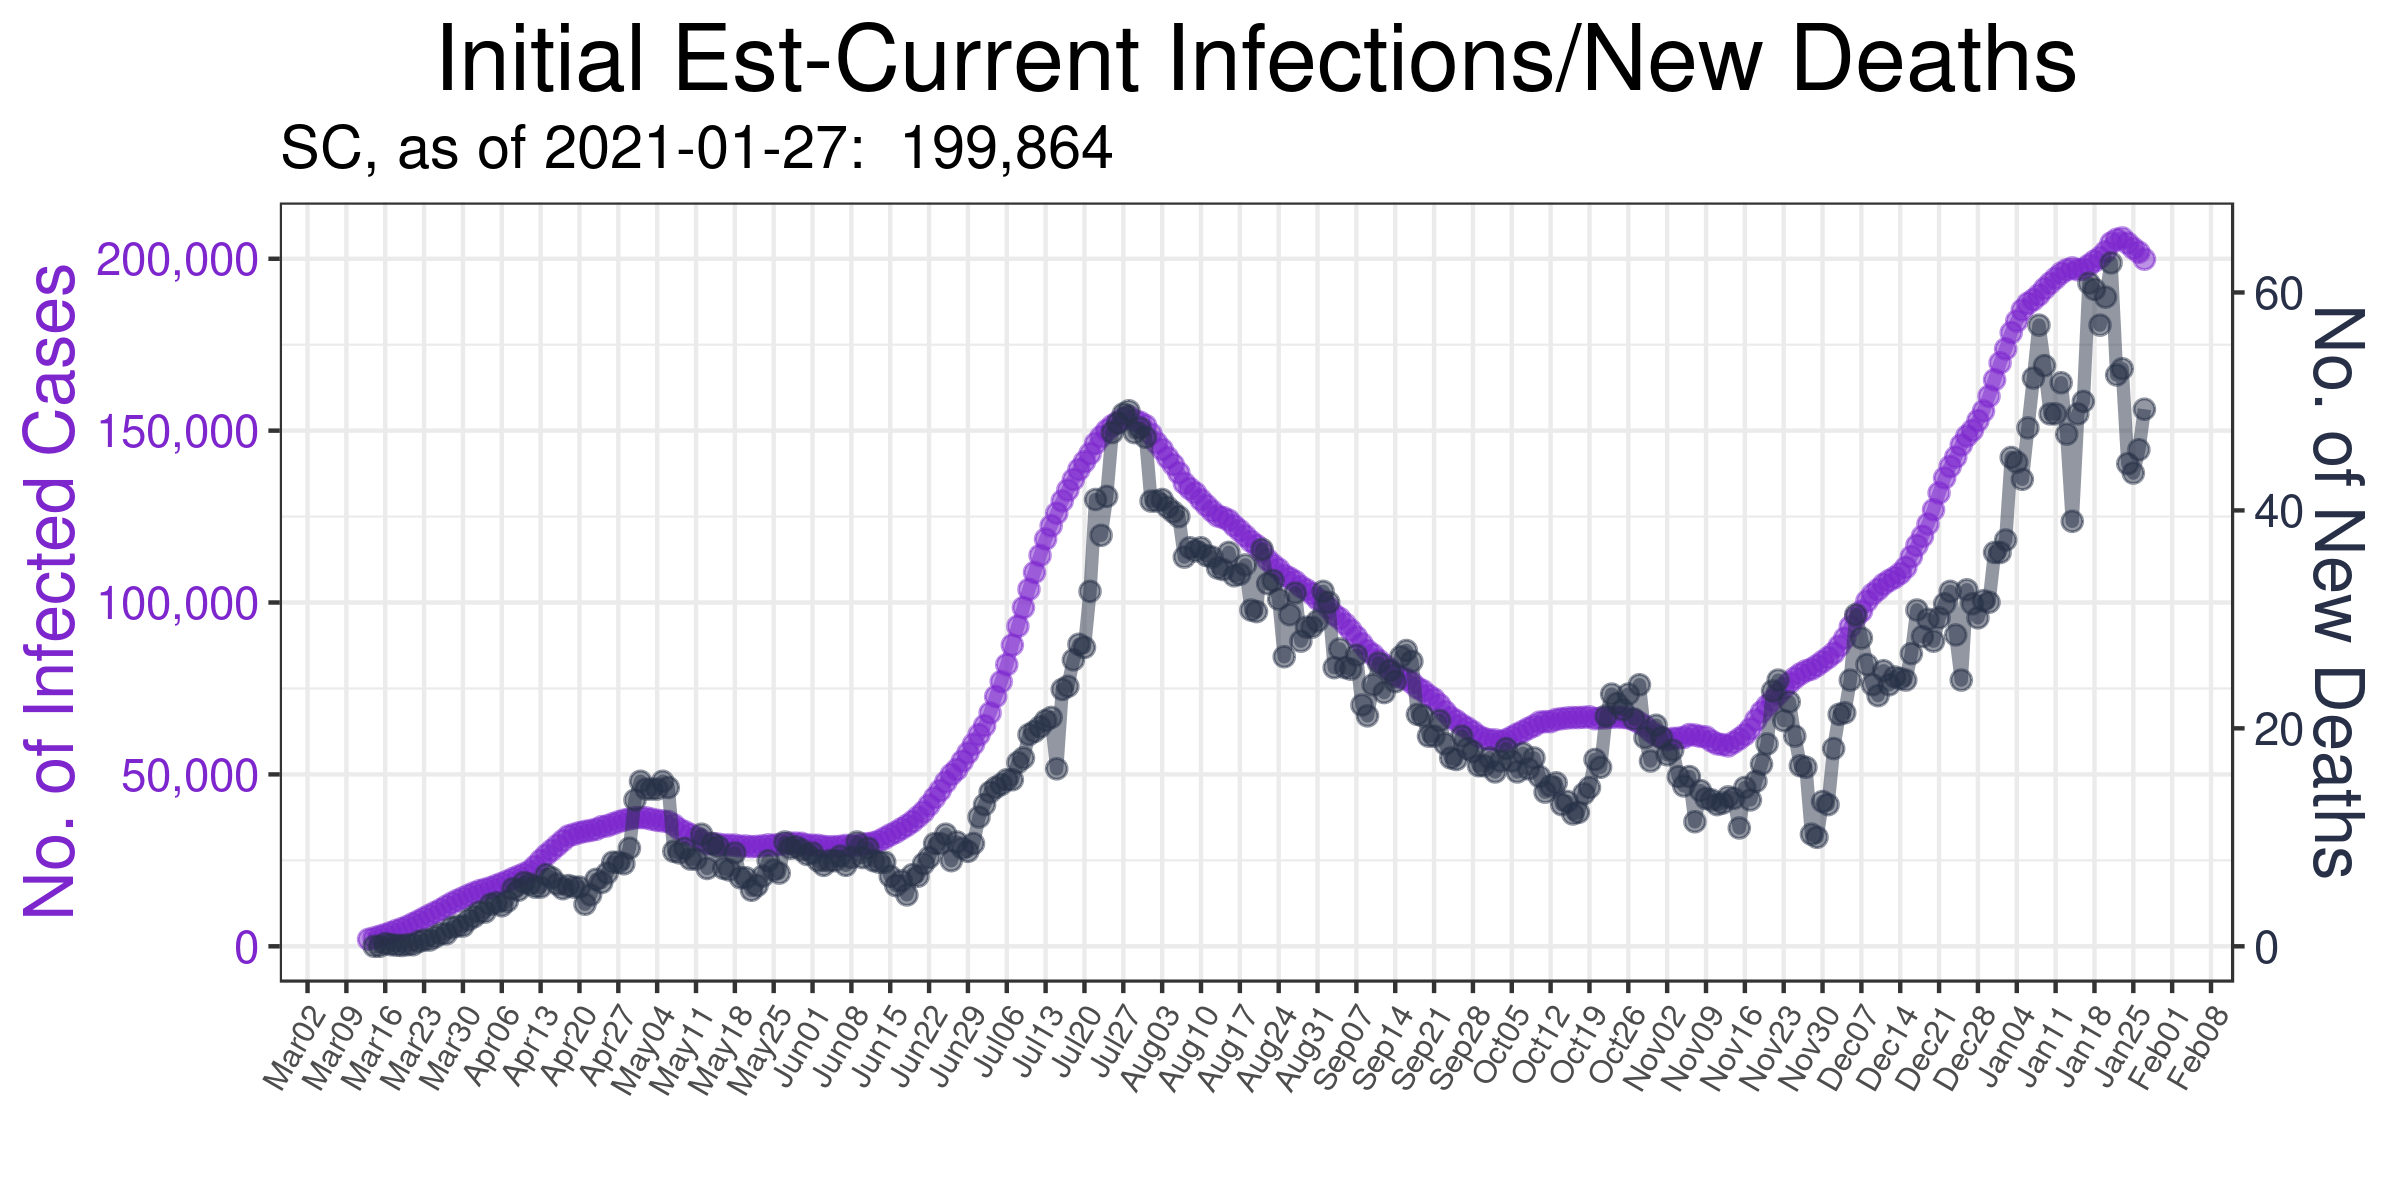 Initial Est-Current Infections/New Deaths
SC, as of 2021-01-27:  199,864
No. of Infected Cases
200,000
150,000
100,000
50,000
0
60
40
20
0
No. of New Deaths
Mar02
Mar09
Mar16
Mar23
Mar30
Apr06
Apr13
Apr20
Apr27
May04
May11
May18
May25
Jun01
Jun08
Jun15
Jun22
Jun29
Jul06
Jul13
Jul20
Jul27
Aug03
Aug10
Aug17
Aug24
Aug31
Sep07
Sep14
Sep21
Sep28
Oct05
Oct12
Oct19
Oct26
Nov02
Nov09
Nov16
Nov23
Nov30
Dec07
Dec14
Dec21
Dec28
Jan04
Jan11
Jan18
Jan25
Feb01
Feb08